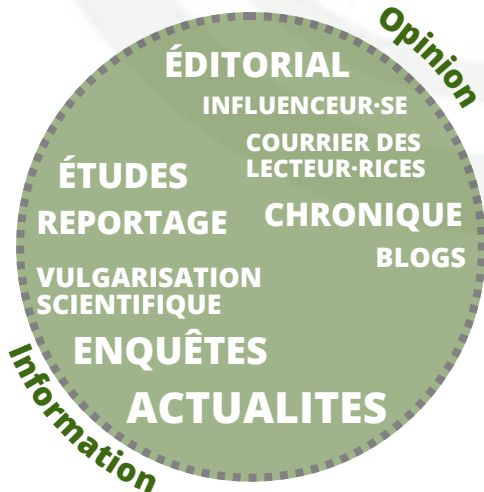 Opinion
ÉDITORIAL
INFLUENCEUR·SE
COURRIER DES
LECTEUR·RICES
ÉTUDES
REPORTAGE
CHRONIQUE
BLOGS
VULGARISATION
SCIENTIFIQUE
ENQUÊTES
ACTUALITES
Information